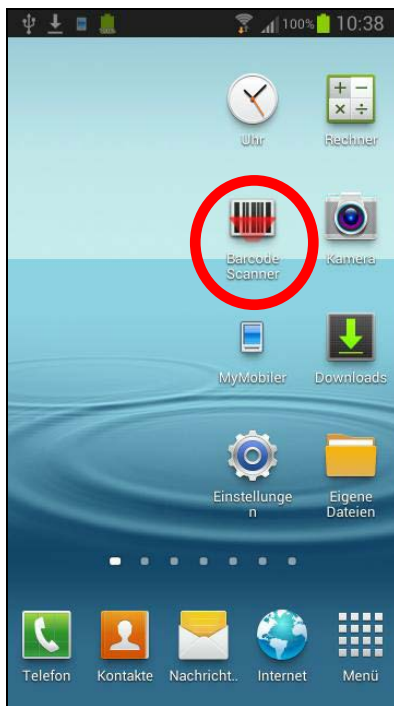 100% 10:38
Uhr Rechner
Barcode Kamera
Scanner
MyMobiler Downloads
Einstellunge Eigene
n Dateien
Telefon Kontakte Nachricht.. Internet Menü